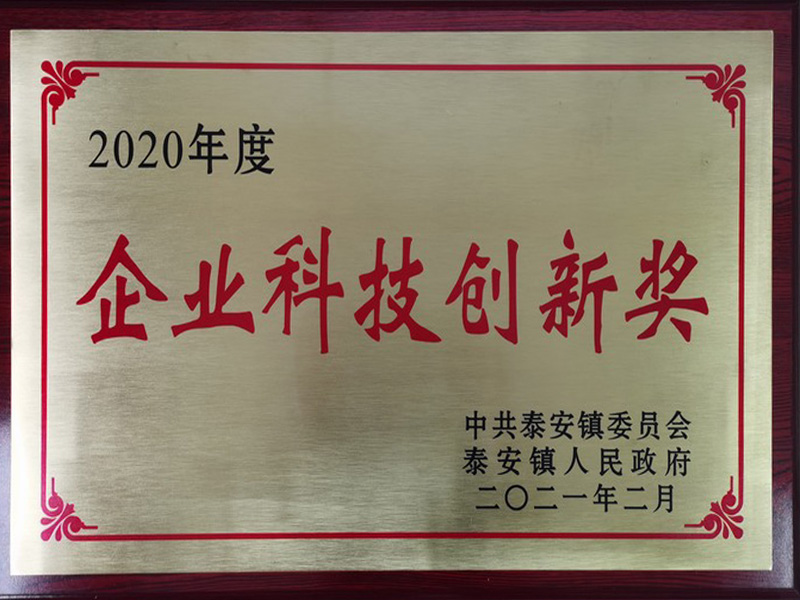 2020年度
企业科技创新奖
中共泰安镇委员会
泰安镇人民政府
二〇二一年二月